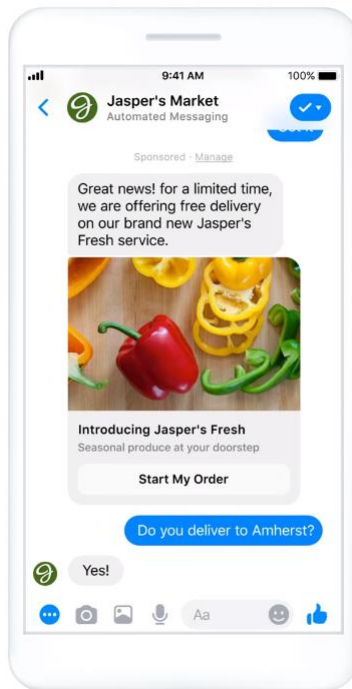 9:41 AM
100%
Jasper's Market
Automated Messaging
Sponsored · Manage
Great news! for a limited time,
we are offering free delivery
on our brand new Jasper's
Fresh service.
Introducing Jasper's Fresh
Seasonal produce at your doorstep
Start My Order
Do you deliver to Amherst?
Yes!
Aa